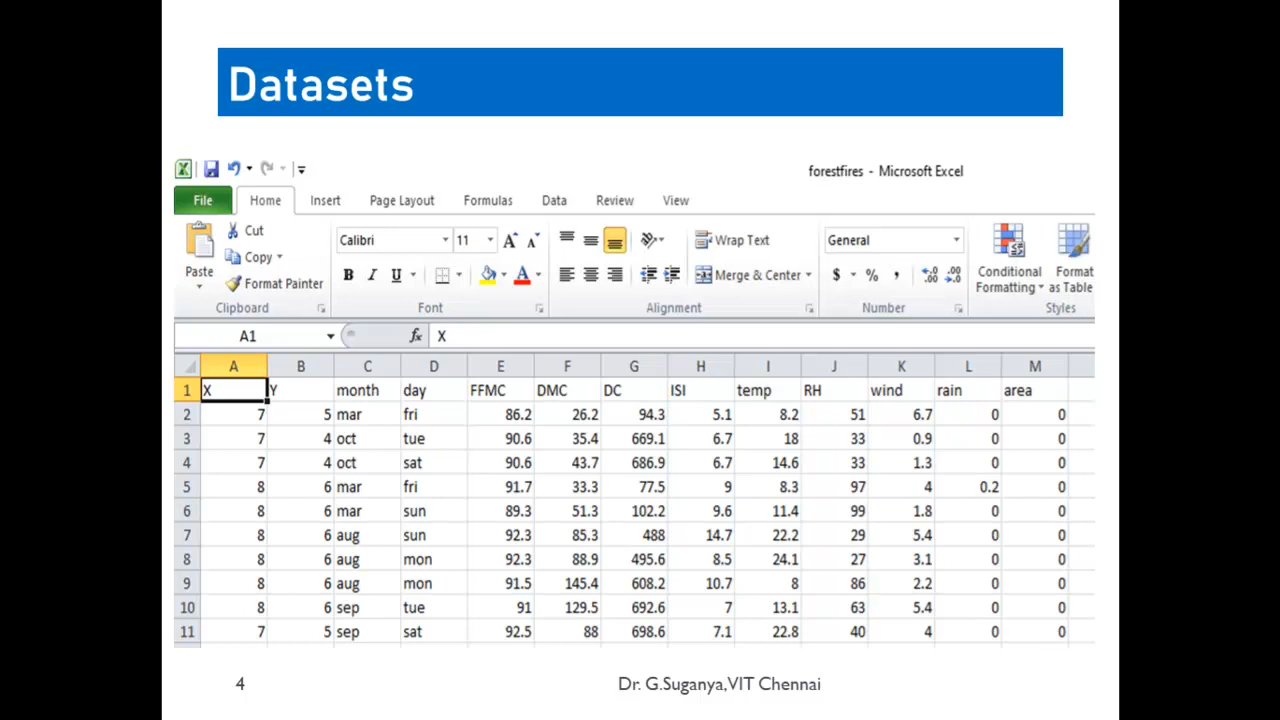 Datasets
forestfires - Microsoft Excel
File Home Insert Page Layout Formulas Data Review View
Paste
Cut
Copy
Format Painter
Clipboard
Calibri 11
B I U A
Font
Wrap Text
Merge & Center
Alignment
General
$ % ,
Number
Conditional Formatting
Format as Table
Styles
A1 fx X
A B C D E F G H I J K L M
1 X Y month day FFMC DMC DC ISI temp RH wind rain area
2 7 5 mar fri 86.2 26.2 94.3 5.1 8.2 51 6.7 0 0
3 7 4 oct tue 90.6 35.4 669.1 6.7 18 33 0.9 0 0
4 7 4 oct sat 90.6 43.7 686.9 6.7 14.6 33 1.3 0 0
5 8 6 mar fri 91.7 33.3 77.5 9 8.3 97 4 0.2 0
6 8 6 mar sun 89.3 51.3 102.2 9.6 11.4 99 1.8 0 0
7 8 6 aug sun 92.3 85.3 488 14.7 22.2 29 5.4 0 0
8 8 6 aug mon 92.3 88.9 495.6 8.5 24.1 27 3.1 0 0
9 8 6 aug mon 91.5 145.4 608.2 10.7 8 86 2.2 0 0
10 8 6 sep tue 91 129.5 692.6 7 13.1 63 5.4 0 0
11 7 5 sep sat 92.5 88 698.6 7.1 22.8 40 4 0 0
4 Dr. G.Suganya,VIT Chennai